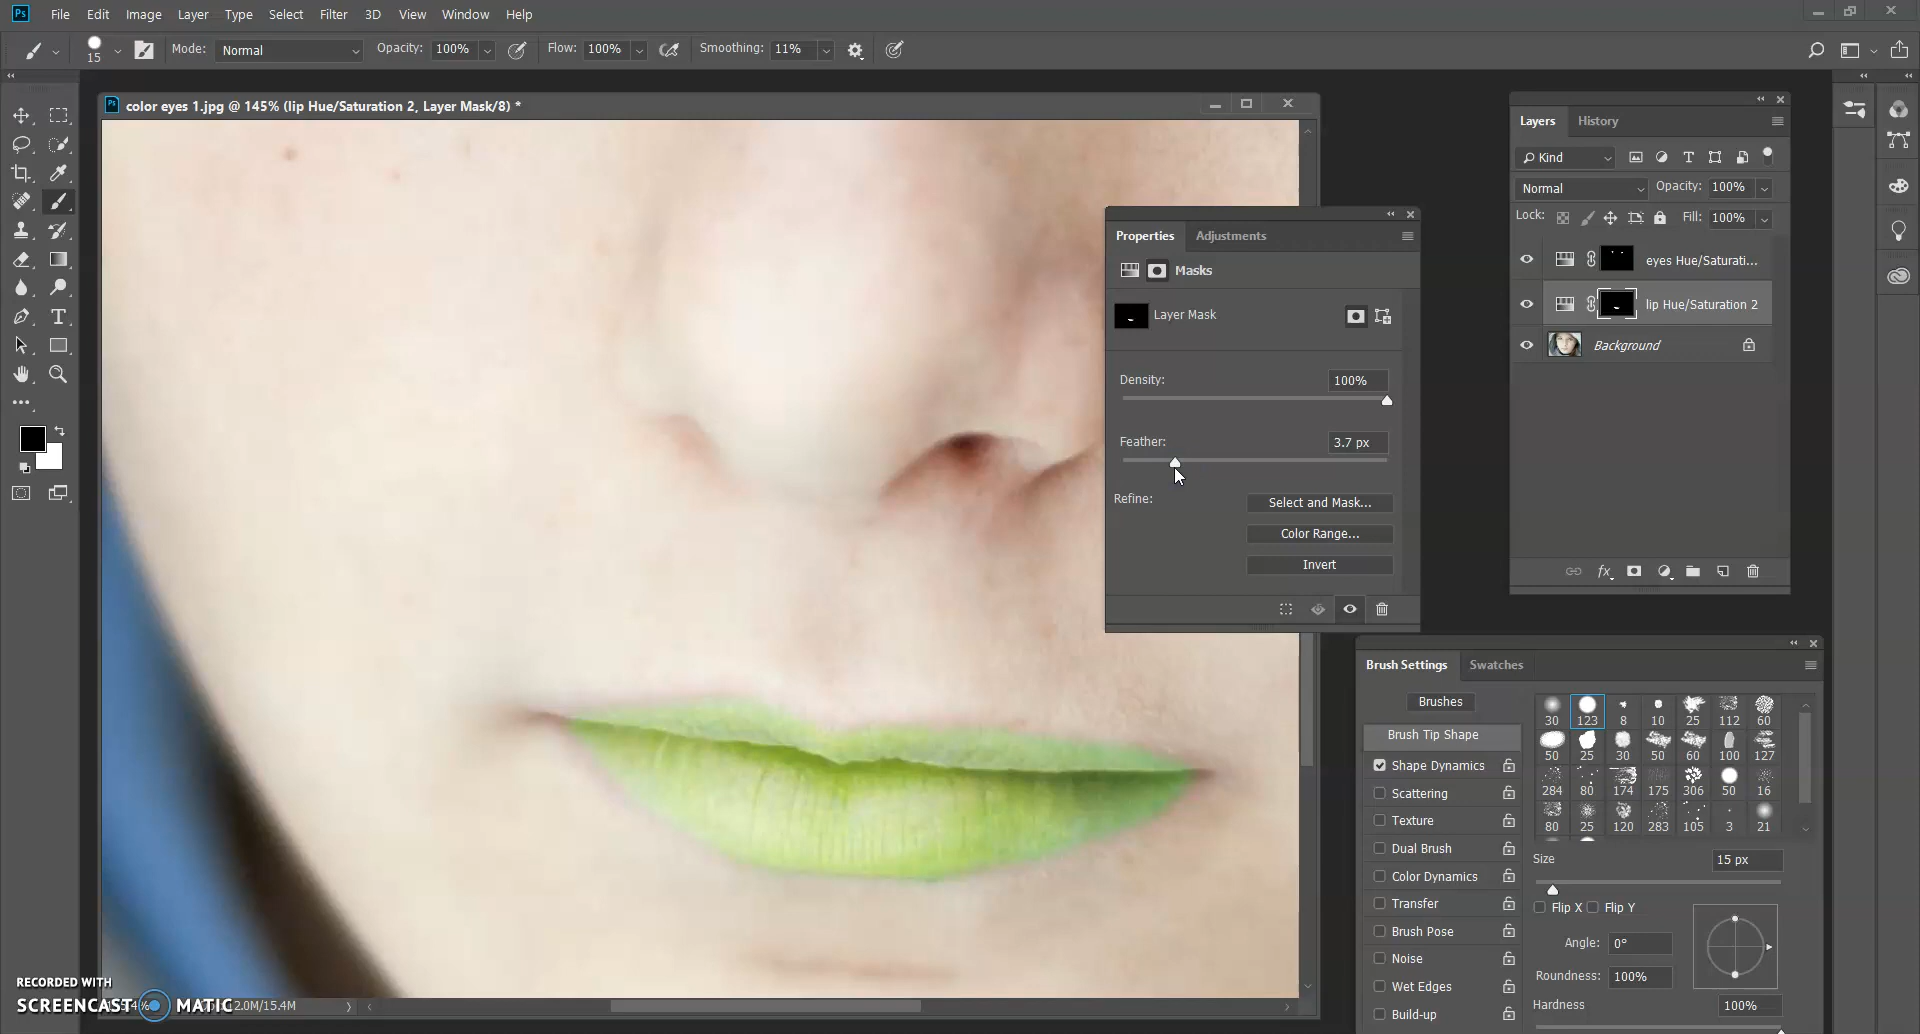 Ps File Edit Image Layer Type Select Filter 3D View Window Help
15 Mode: Normal Opacity: 100% Flow: 100% Smoothing: 11%
Ps color eyes 1.jpg @ 145% (lip Hue/Saturation 2, Layer Mask/8) *
Layers History
Kind
Normal Opacity: 100%
Lock: Fill: 100%
eyes Hue/Saturati...
lip Hue/Saturation 2
Background
fx
Properties Adjustments
Masks
Layer Mask
Density: 100%
Feather: 3.7 px
Refine: Select and Mask...
Color Range...
Invert
Brush Settings Swatches
Brushes
Brush Tip Shape
Shape Dynamics
Scattering
Texture
Dual Brush
Color Dynamics
Transfer
Brush Pose
Noise
Wet Edges
Build-up
30 123 8 10 25 112 60
50 25 30 50 60 100 127
284 80 174 175 306 50 16
80 25 120 283 105 3 21
Size 15 px
Flip X Flip Y
Angle: 0°
Roundness: 100%
Hardness 100%
RECORDED WITH
SCREENCAST MATIC
2.0M/15.4M